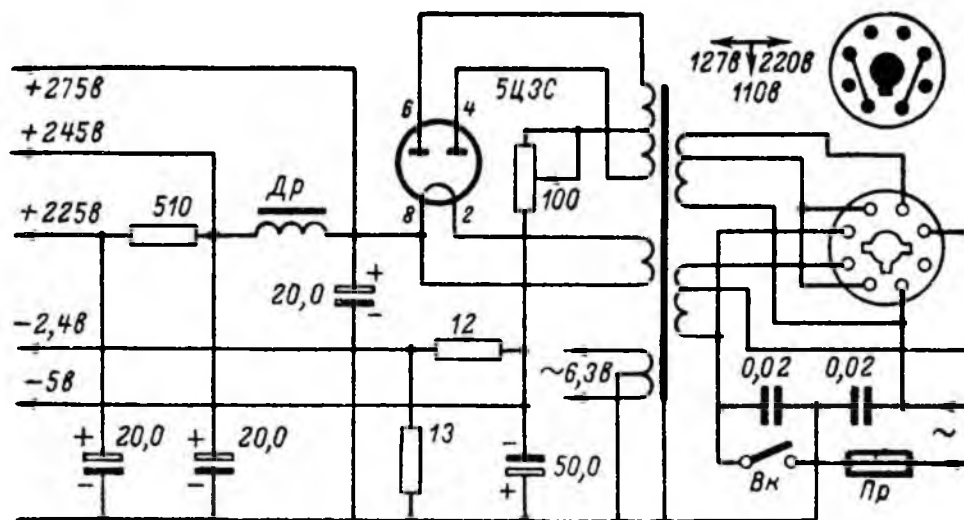 127в 220в
110в
+275в
5Ц3С
6 4
+245в
Др
+225в
510
100
8 2
+
20,0
-
-2,4в
12
~6,3в
0,02 0,02
-5в
+ 20,0
-
+ 20,0
-
13
-
50,0
+
~
Вк
Пр